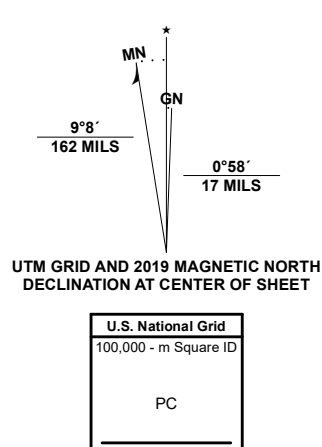 ★
MN
GN
9°8´
162 MILS
0°58´
17 MILS
UTM GRID AND 2019 MAGNETIC NORTH
DECLINATION AT CENTER OF SHEET
U.S. National Grid
100,000 - m Square ID
PC